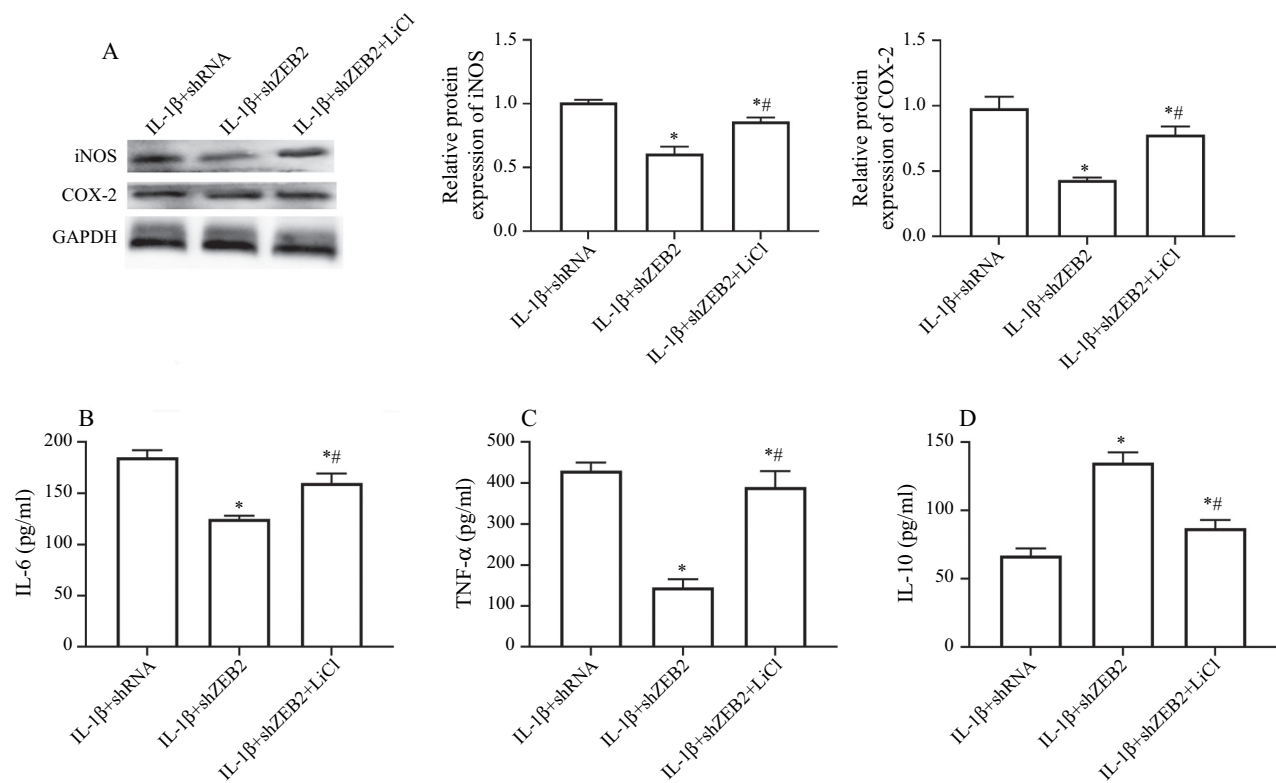 A
IL-1β+shRNA
IL-1β+shZEB2
IL-1β+shZEB2+LiCl
iNOS
COX-2
GAPDH
Relative protein
expression of iNOS
1.5
1.0
0.5
0.0
*
*#
IL-1β+shRNA
IL-1β+shZEB2
IL-1β+shZEB2+LiCl
Relative protein
expression of COX-2
1.5
1.0
0.5
0.0
*
*#
IL-1β+shRNA
IL-1β+shZEB2
IL-1β+shZEB2+LiCl
B
IL-6 (pg/ml)
200
150
100
50
0
*
*#
IL-1β+shRNA
IL-1β+shZEB2
IL-1β+shZEB2+LiCl
C
TNF-α (pg/ml)
500
400
300
200
100
0
*
*#
IL-1β+shRNA
IL-1β+shZEB2
IL-1β+shZEB2+LiCl
D
IL-10 (pg/ml)
150
100
50
0
*
*#
IL-1β+shRNA
IL-1β+shZEB2
IL-1β+shZEB2+LiCl